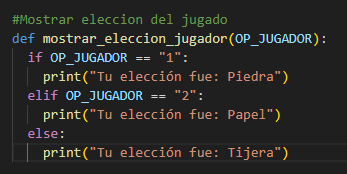 #Mostrar eleccion del jugado
def mostrar_eleccion_jugador(OP_JUGADOR):
  if OP_JUGADOR == "1":
    print("Tu elección fue: Piedra")
  elif OP_JUGADOR == "2":
    print("Tu elección fue: Papel")
  else:
    print("Tu elección fue: Tijera")